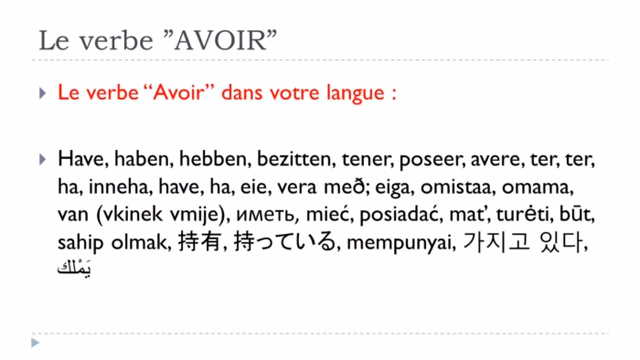 Le verbe ”AVOIR”
Le verbe “Avoir” dans votre langue :
Have, haben, hebben, bezitten, tener, poseer, avere, ter, ter,
ha, inneha, have, ha, eie, vera með; eiga, omistaa, omama,
van (vkinek vmije), иметь, mieć, posiadać, mať, turėti, būt,
sahip olmak, 持有, 持っている, mempunyai, 가지고 있다,
يَمْلك